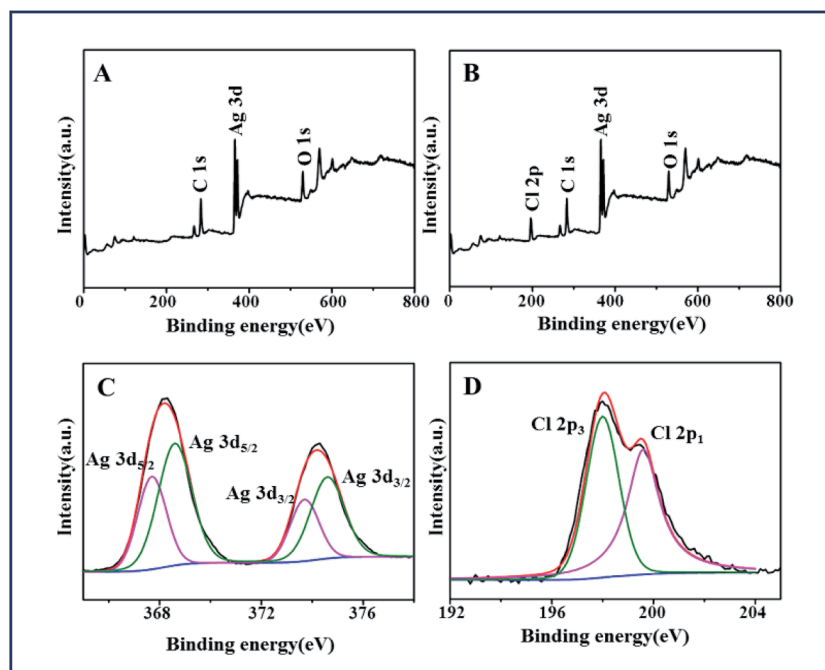 A
Intensity(a.u.)
C 1s
Ag 3d
O 1s
0 200 400 600 800
Binding energy(eV)
B
Intensity(a.u.)
Cl 2p
C 1s
Ag 3d
O 1s
0 200 400 600 800
Binding energy(eV)
C
Intensity(a.u.)
Ag 3d5/2
Ag 3d5/2
Ag 3d3/2
Ag 3d3/2
368 372 376
Binding energy(eV)
D
Intensity(a.u.)
Cl 2p3
Cl 2p1
192 196 200 204
Binding energy(eV)